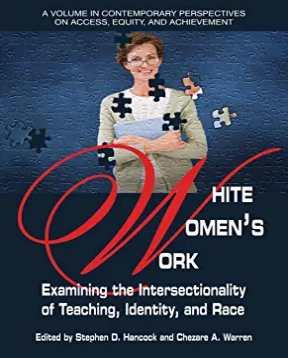 A VOLUME IN CONTEMPORARY PERSPECTIVES
ON ACCESS, EQUITY, AND ACHIEVEMENT
WHITE
WOMEN'S
WORK
Examining the Intersectionality
of Teaching, Identity, and Race
Edited by Stephen D. Hancock and Chezare A. Warren